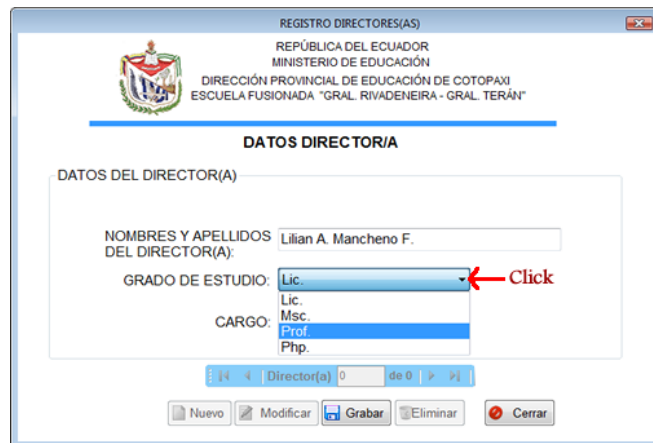 REGISTRO DIRECTORES(AS)
REPÚBLICA DEL ECUADOR
MINISTERIO DE EDUCACIÓN
DIRECCIÓN PROVINCIAL DE EDUCACIÓN DE COTOPAXI
ESCUELA FUSIONADA "GRAL. RIVADENEIRA - GRAL. TERÁN"
DATOS DIRECTOR/A
DATOS DEL DIRECTOR(A)
NOMBRES Y APELLIDOS
DEL DIRECTOR(A):
Lilian A. Mancheno F.
GRADO DE ESTUDIO: Lic. Click
Lic.
Msc.
CARGO:
Prof.
Php.
Director(a) 0 de 0
Nuevo Modificar Grabar Eliminar Cerrar